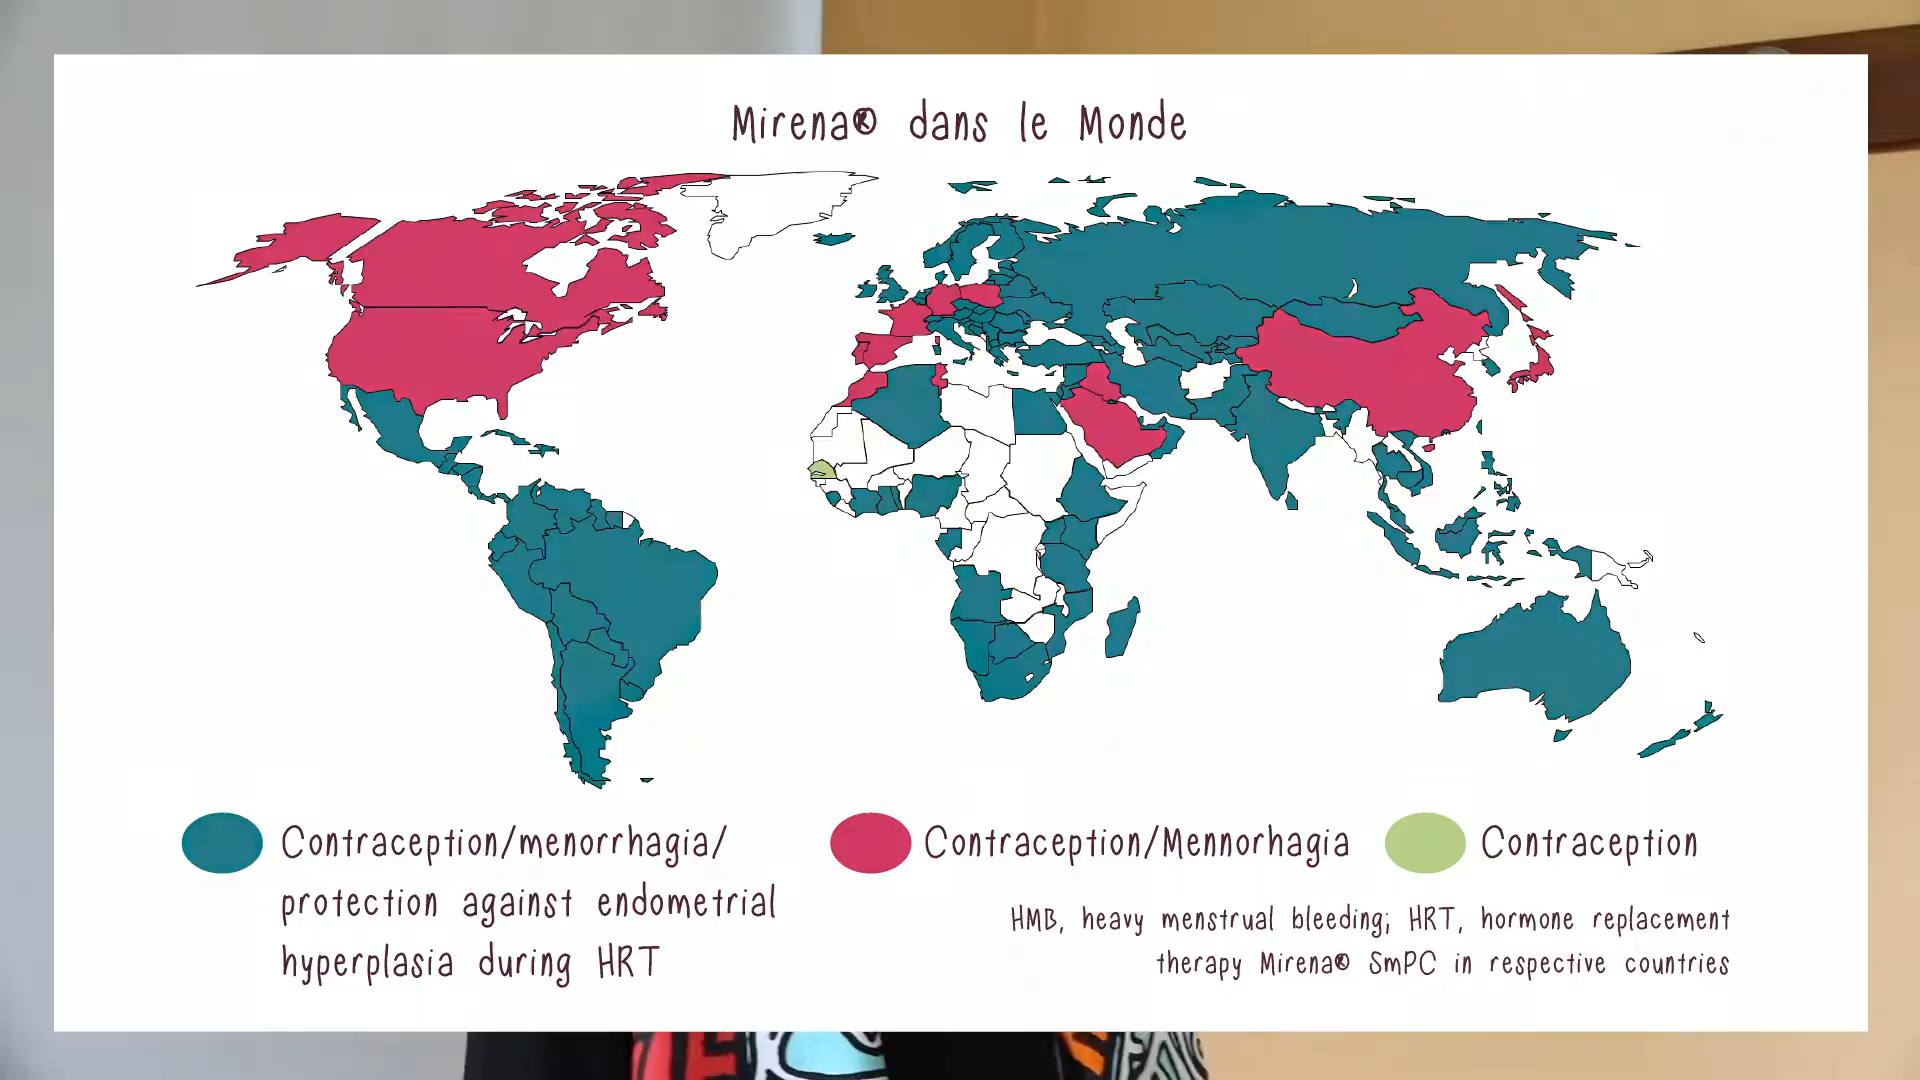 Mirena® dans le Monde
Contraception/menorrhagia/
protection against endometrial
hyperplasia during HRT
Contraception/Mennorhagia
Contraception
HMB, heavy menstrual bleeding; HRT, hormone replacement
therapy Mirena® SmPC in respective countries